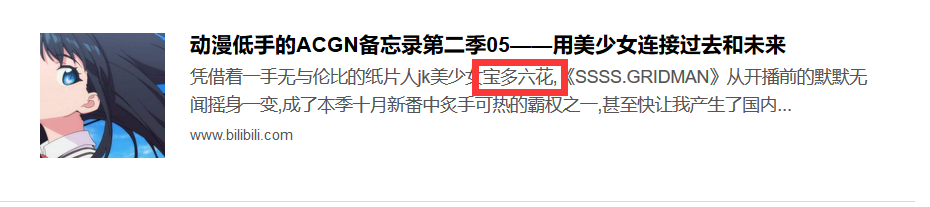 动漫低手的ACGN备忘录第二季05——用美少女连接过去和未来
凭借着一手无与伦比的纸片人jk美少女宝多六花,《SSSS.GRIDMAN》从开播前的默默无
闻摇身一变,成了本季十月新番中炙手可热的霸权之一,甚至快让我产生了国内...
www.bilibili.com